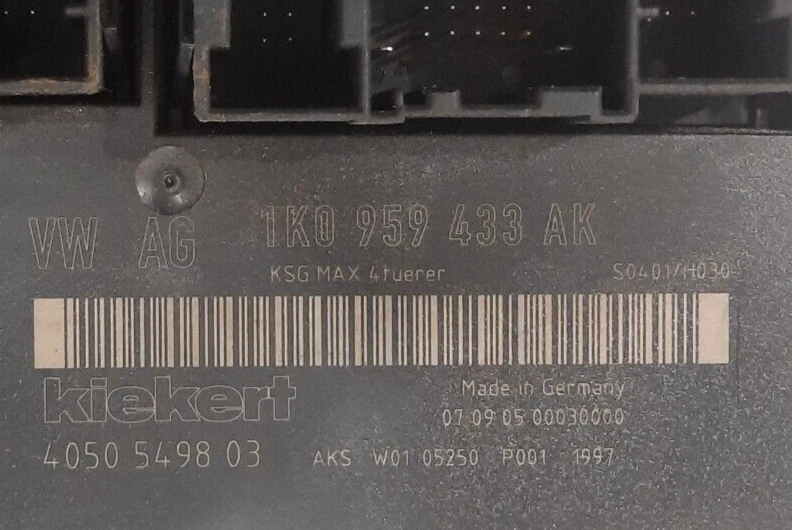 VW AG 1K0 959 433 AK
KSG MAX 4tuerer S0401/H030
kiekert
Made in Germany
07 09 05 00030000
40505 5498 03 AKS W01 05250 P001 1997